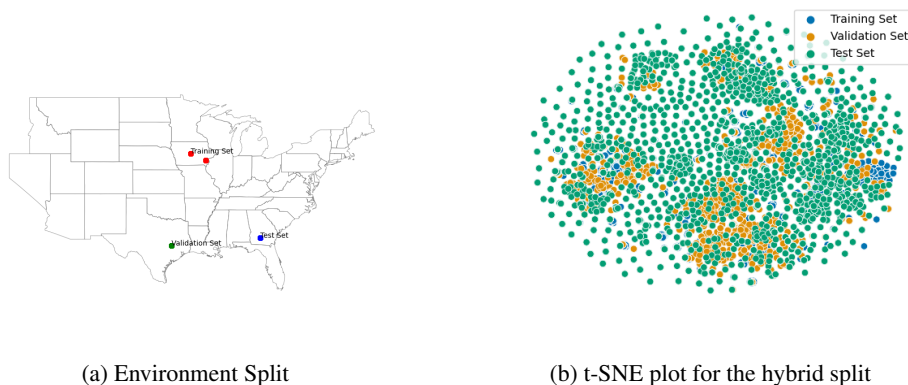 Training Set
Validation Set
Test Set
Training Set
Validation Set
Test Set
(a) Environment Split
(b) t-SNE plot for the hybrid split